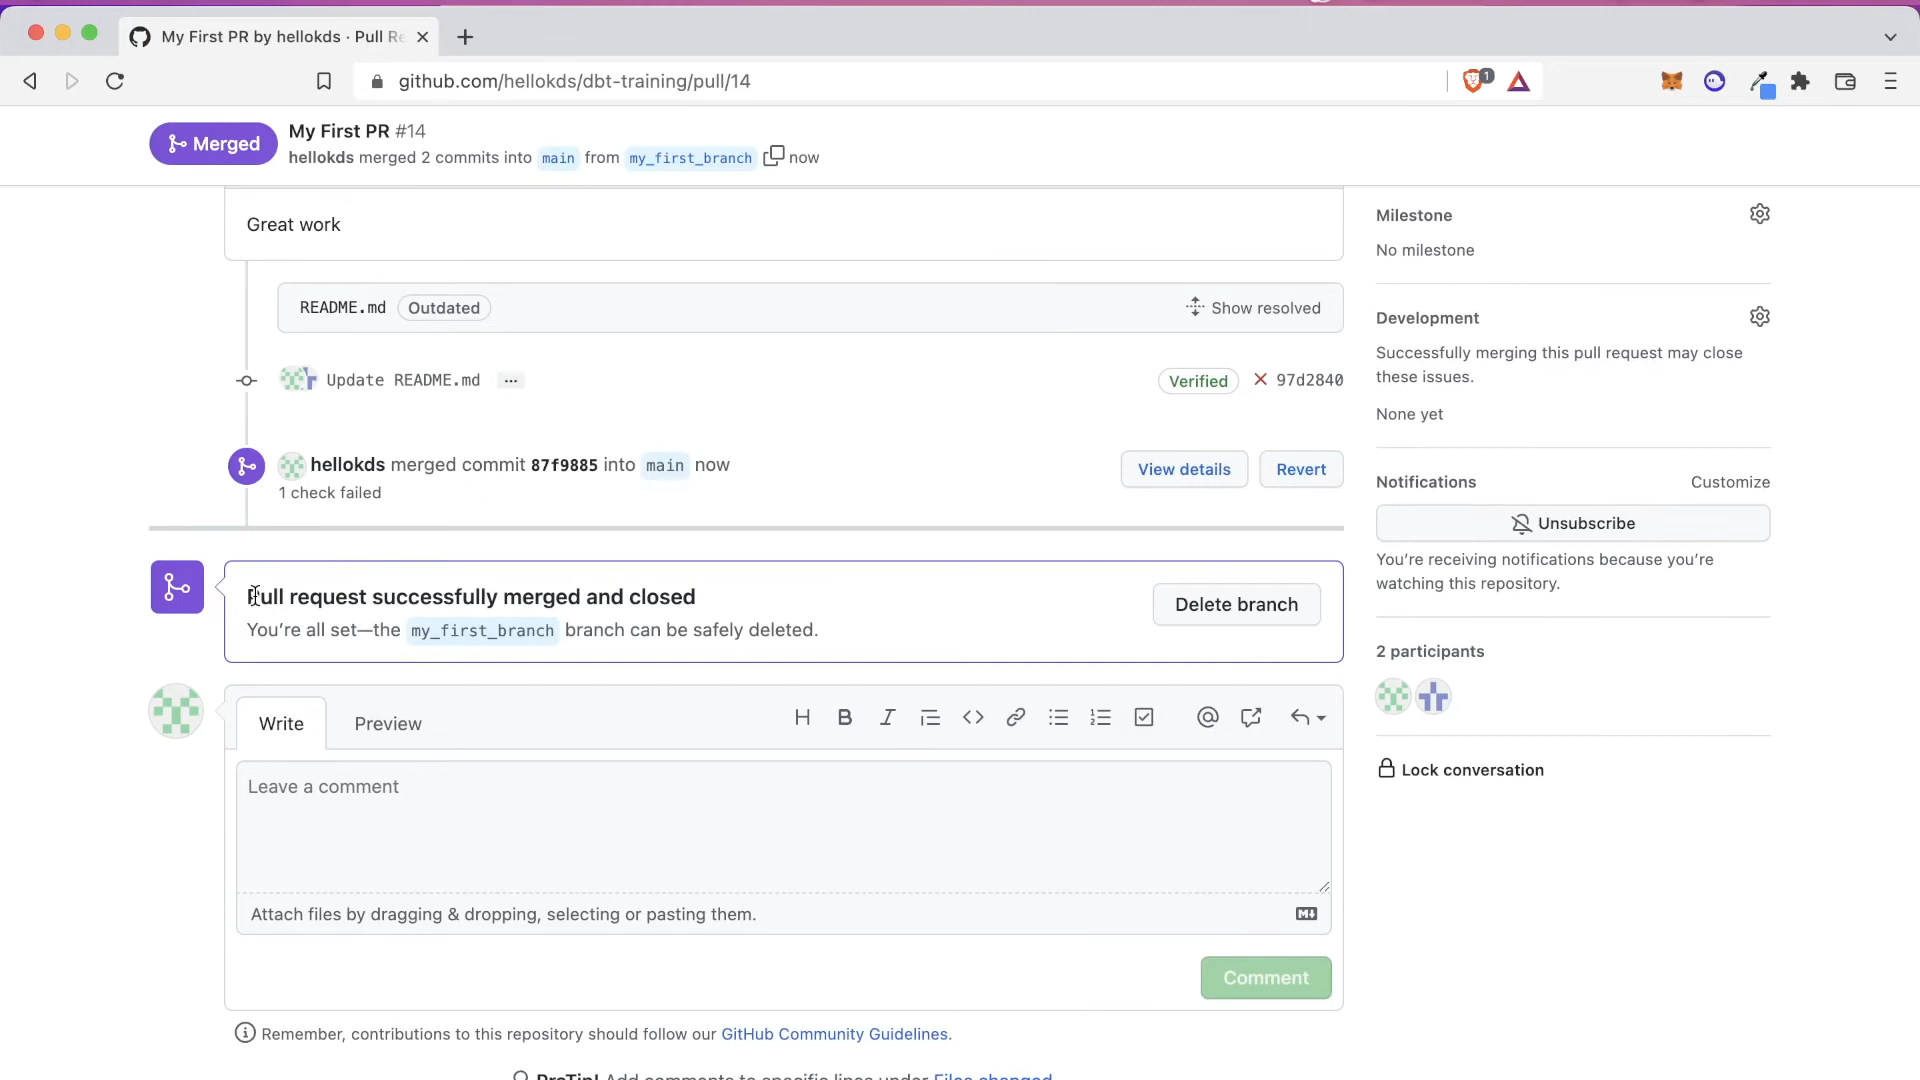 My First PR by hellokds · Pull Re
github.com/hellokds/dbt-training/pull/14
1
Merged
My First PR #14
hellokds merged 2 commits into main from my_first_branch now
Great work
README.md Outdated Show resolved
Update README.md ... Verified 97d2840
hellokds merged commit 87f9885 into main now
1 check failed
View details Revert
Pull request successfully merged and closed
You're all set—the my_first_branch branch can be safely deleted.
Delete branch
Write Preview
Leave a comment
Attach files by dragging & dropping, selecting or pasting them.
Comment
Remember, contributions to this repository should follow our GitHub Community Guidelines.
ProTip! Add comments to specific lines under Files changed
Milestone
No milestone
Development
Successfully merging this pull request may close
these issues.
None yet
Notifications Customize
Unsubscribe
You're receiving notifications because you're
watching this repository.
2 participants
Lock conversation